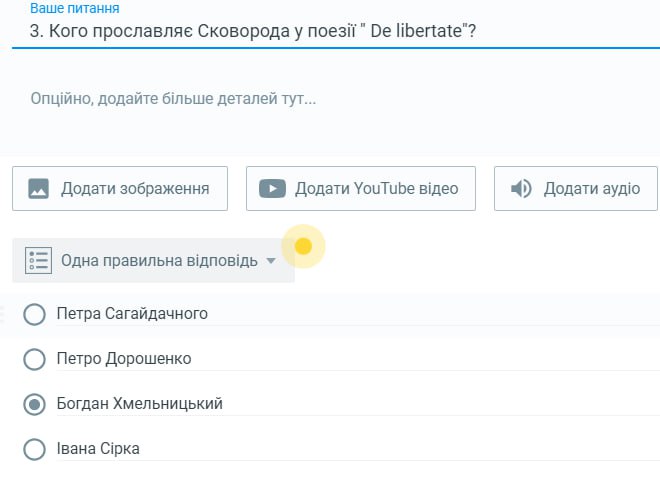 Ваше питання
3. Кого прославляє Сковорода у поезії " De libertate"?
Опційно, додайте більше деталей тут...
Додати зображення
Додати YouTube відео
Додати аудіо
Одна правильна відповідь
Петра Сагайдачного
Петро Дорошенко
Богдан Хмельницький
Івана Сірка